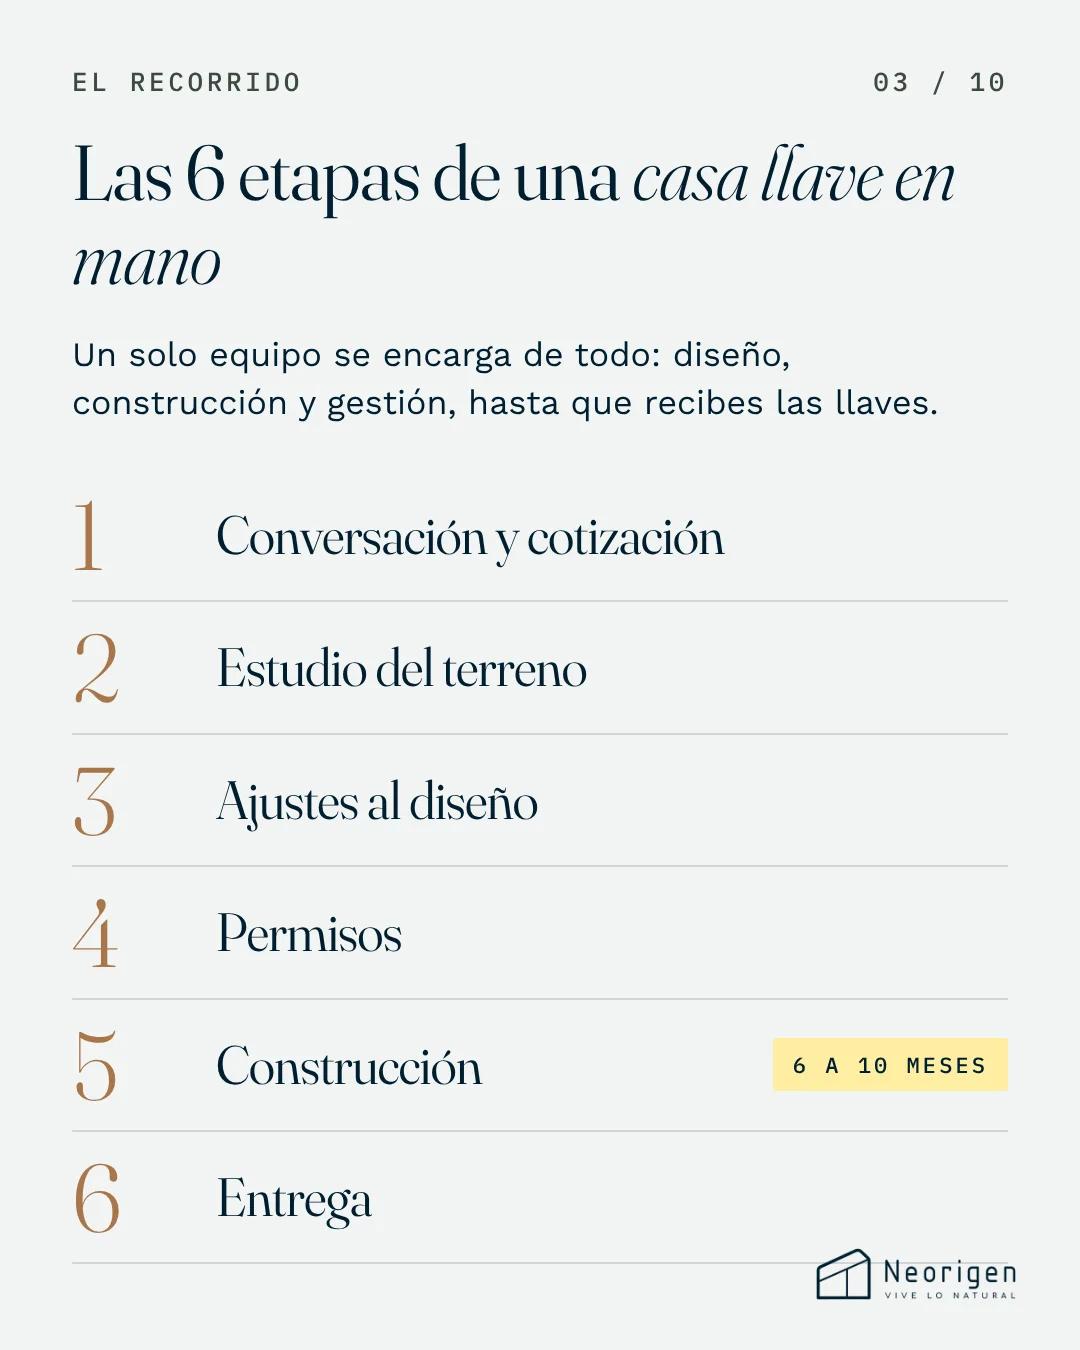 EL RECORRIDO
03 / 10
Las 6 etapas de una casa llave en
mano
Un solo equipo se encarga de todo: diseño,
construcción y gestión, hasta que recibes las llaves.
1 Conversación y cotización
2 Estudio del terreno
3 Ajustes al diseño
4 Permisos
5 Construcción 6 A 10 MESES
6 Entrega
Neorigen
VIVE LO NATURAL